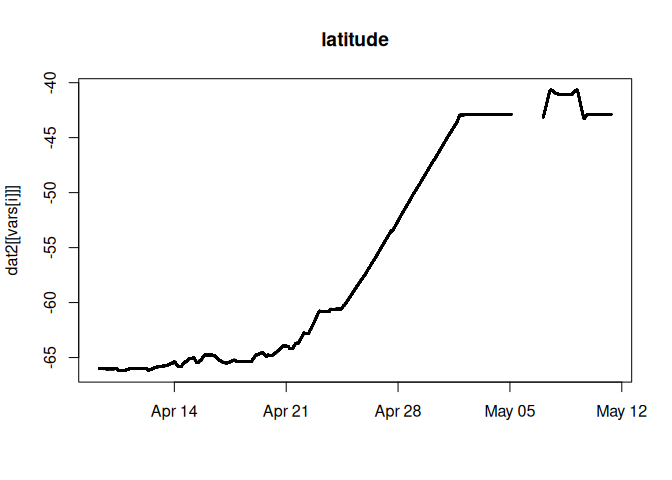 latitude
dat2[[vars[i]]]
-40
-45
-50
-55
-60
-65
Apr 14
Apr 21
Apr 28
May 05
May 12